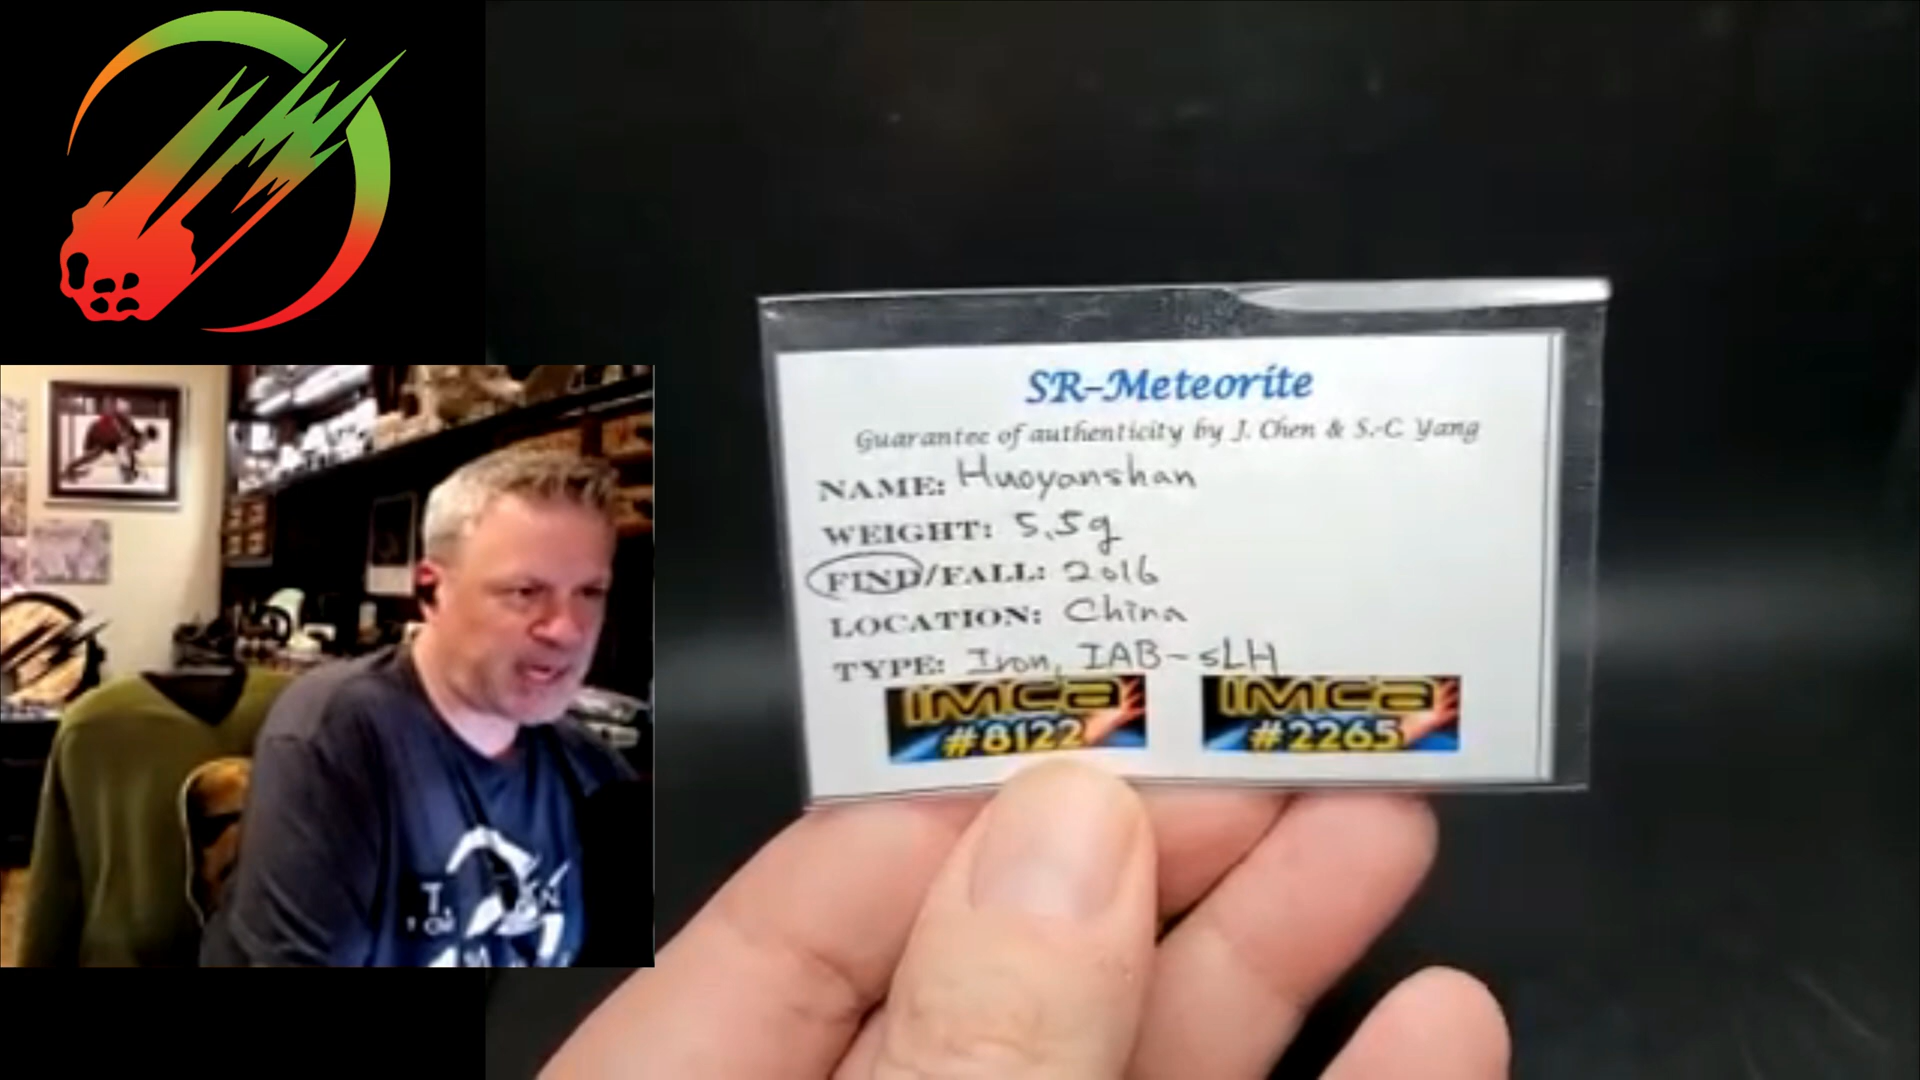 SR-Meteorite
Guarantee of authenticity by J. Chen & S.-C. Yang
NAME: Huoyanshan
WEIGHT: 5.5g
FIND/FALL: 2016
LOCATION: China
TYPE: Iron, IAB-sLH
IMCA IMCA
#8122 #2265